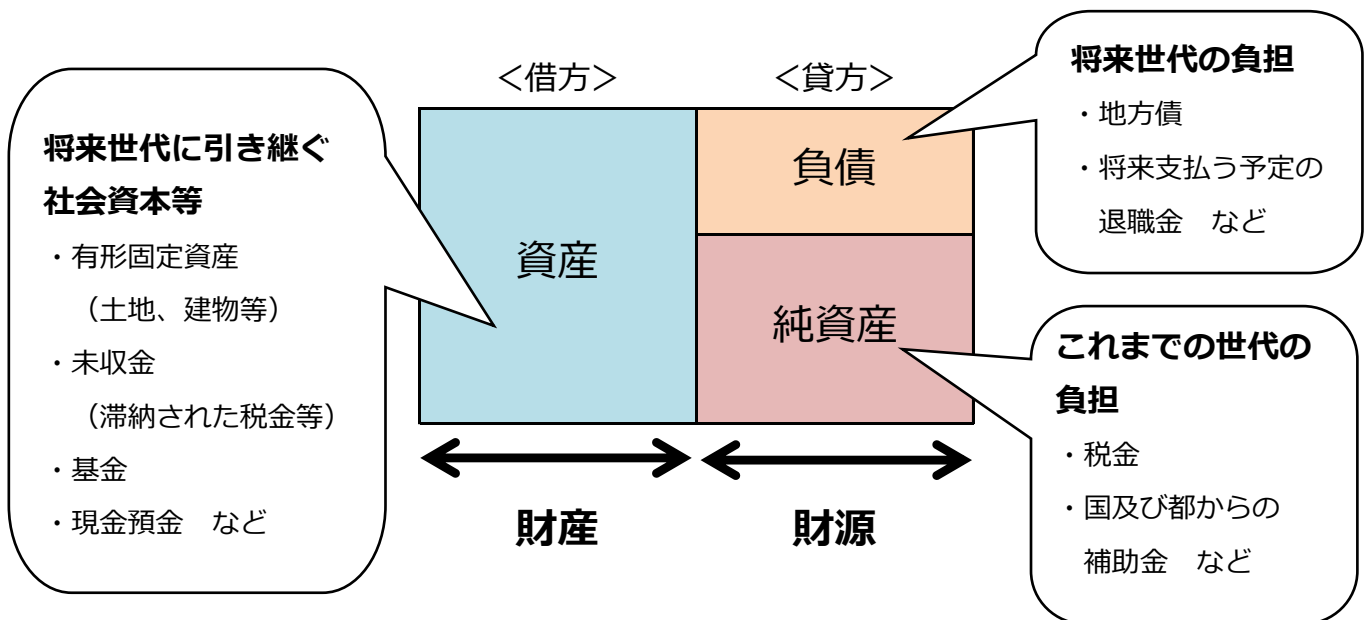 将来世代に引き継ぐ
社会資本等
・有形固定資産
（土地、建物等）
・未収金
（滞納された税金等）
・基金
・現金預金　など
＜借方＞
＜貸方＞
資産
負債
純資産
財産
財源
将来世代の負担
・地方債
・将来支払う予定の
退職金　など
これまでの世代の
負担
・税金
・国及び都からの
補助金　など